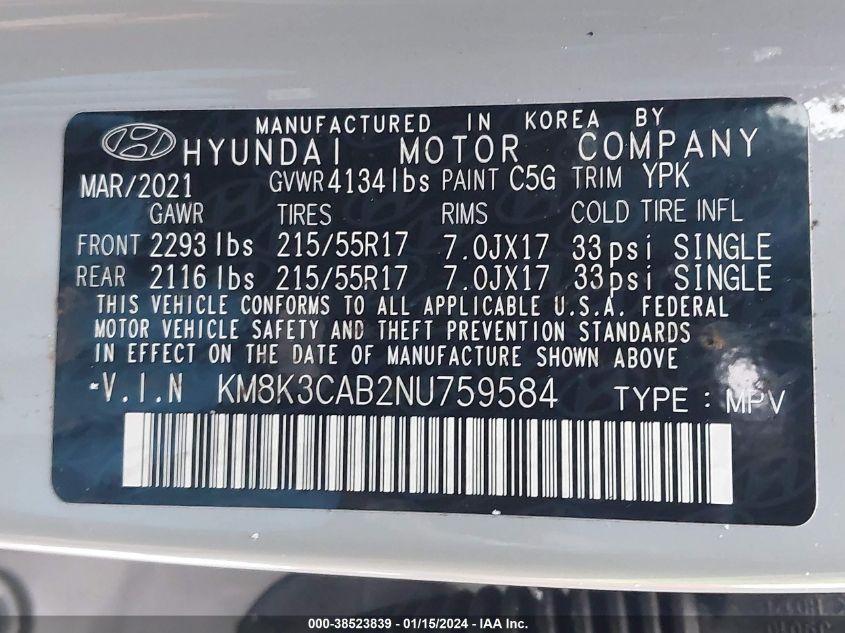 MANUFACTURED IN KOREA BY
HYUNDAI MOTOR COMPANY
MAR/2021 GVWR 4134lbs PAINT C5G TRIM YPK
GAWR TIRES RIMS COLD TIRE INFL
FRONT 2293 lbs 215/55R17 7.0JX17 33psi SINGLE
REAR 2116 lbs 215/55R17 7.0JX17 33psi SINGLE
THIS VEHICLE CONFORMS TO ALL APPLICABLE U.S.A. FEDERAL
MOTOR VEHICLE SAFETY AND THEFT PREVENTION STANDARDS
IN EFFECT ON THE DATE OF MANUFACTURE SHOWN ABOVE
-V.I.N KM8K3CAB2NU759584 TYPE : MPV
000-38523839 / 01/15/2024 - IAA Inc.